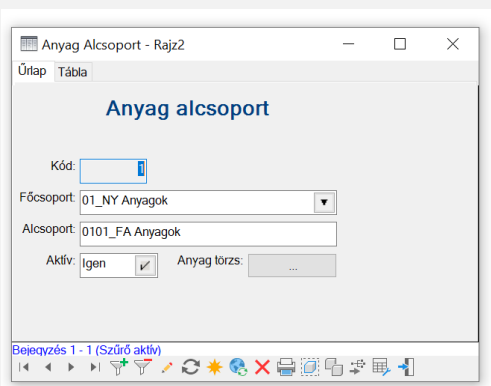 Anyag Alcsoport - Rajz2
Űrlap Tábla
Anyag alcsoport
Kód: 1
Főcsoport: 01_NY Anyagok
Alcsoport: 0101_FA Anyagok
Aktív: Igen Anyag törzs: ...
Bejegyzés 1 - 1 (Szűrő aktív)